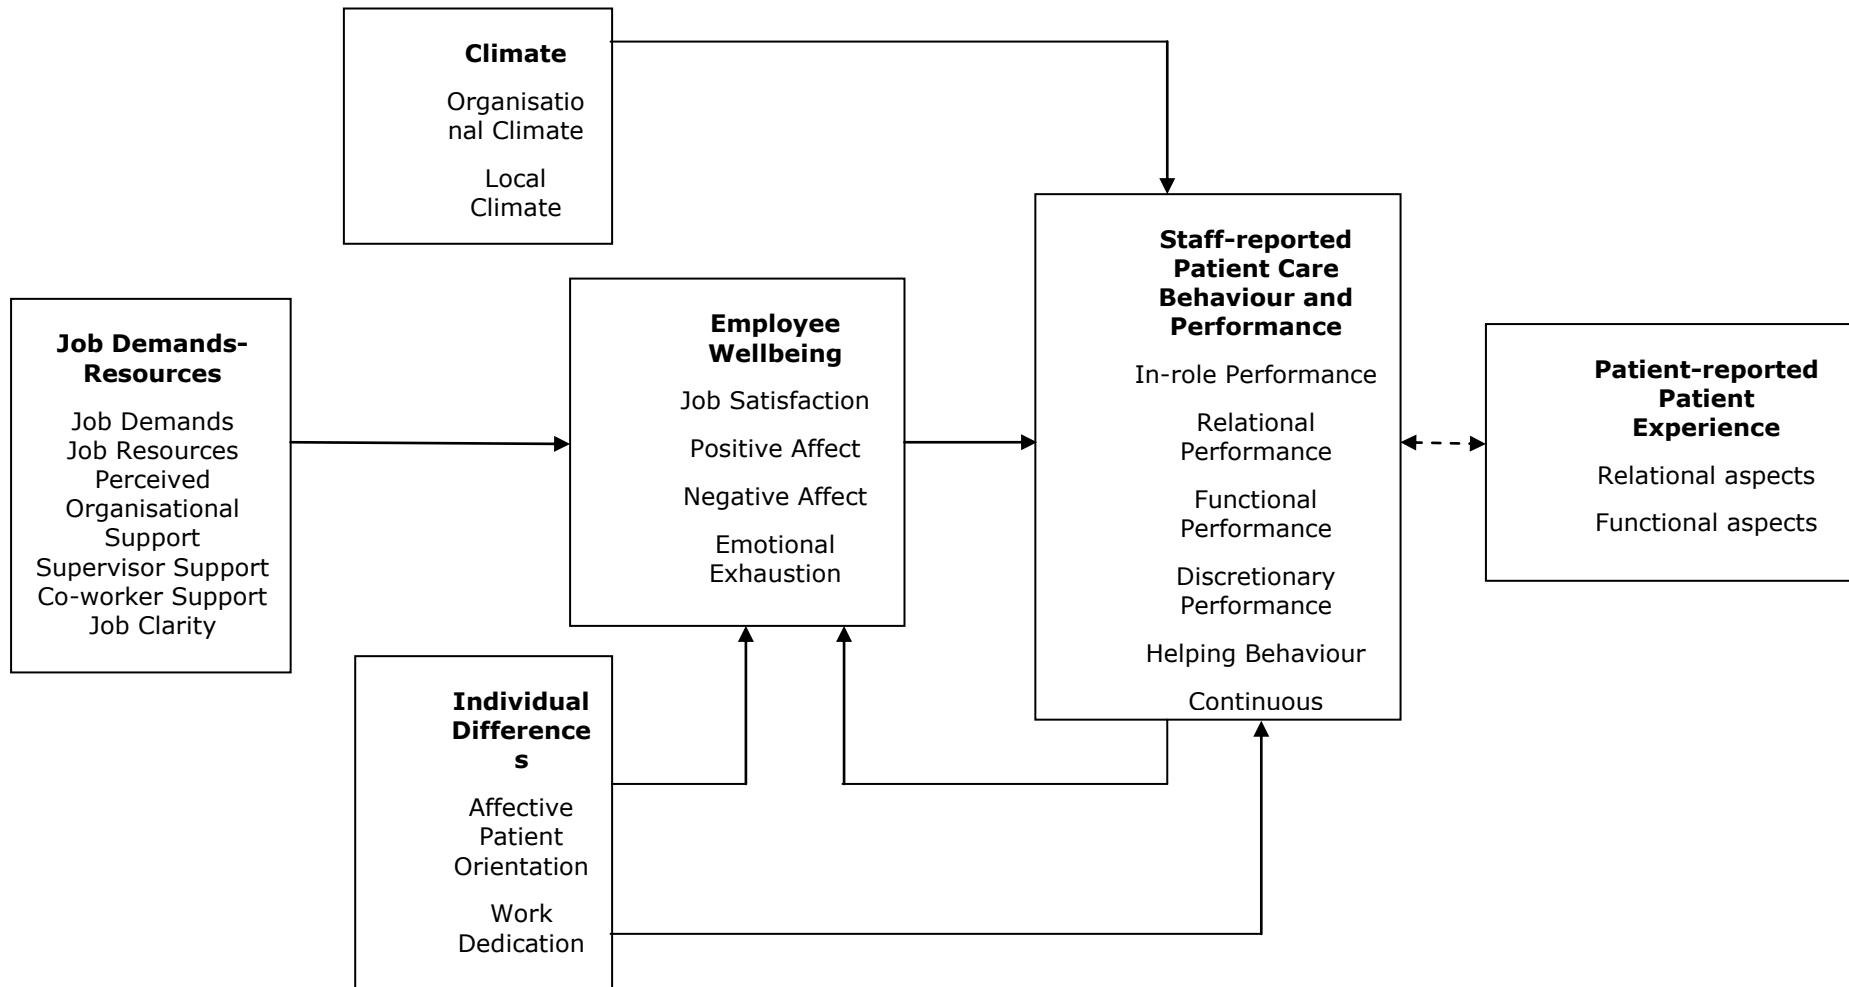 Climate
Organisatio
nal Climate
Local
Climate
Job Demands-
Resources
Job Demands
Job Resources
Perceived
Organisational
Support
Supervisor Support
Co-worker Support
Job Clarity
Employee
Wellbeing
Job Satisfaction
Positive Affect
Negative Affect
Emotional
Exhaustion
Individual
Difference
s
Affective
Patient
Orientation
Work
Dedication
Staff-reported
Patient Care
Behaviour and
Performance
In-role Performance
Relational
Performance
Functional
Performance
Discretionary
Performance
Helping Behaviour
Continuous
Patient-reported
Patient
Experience
Relational aspects
Functional aspects